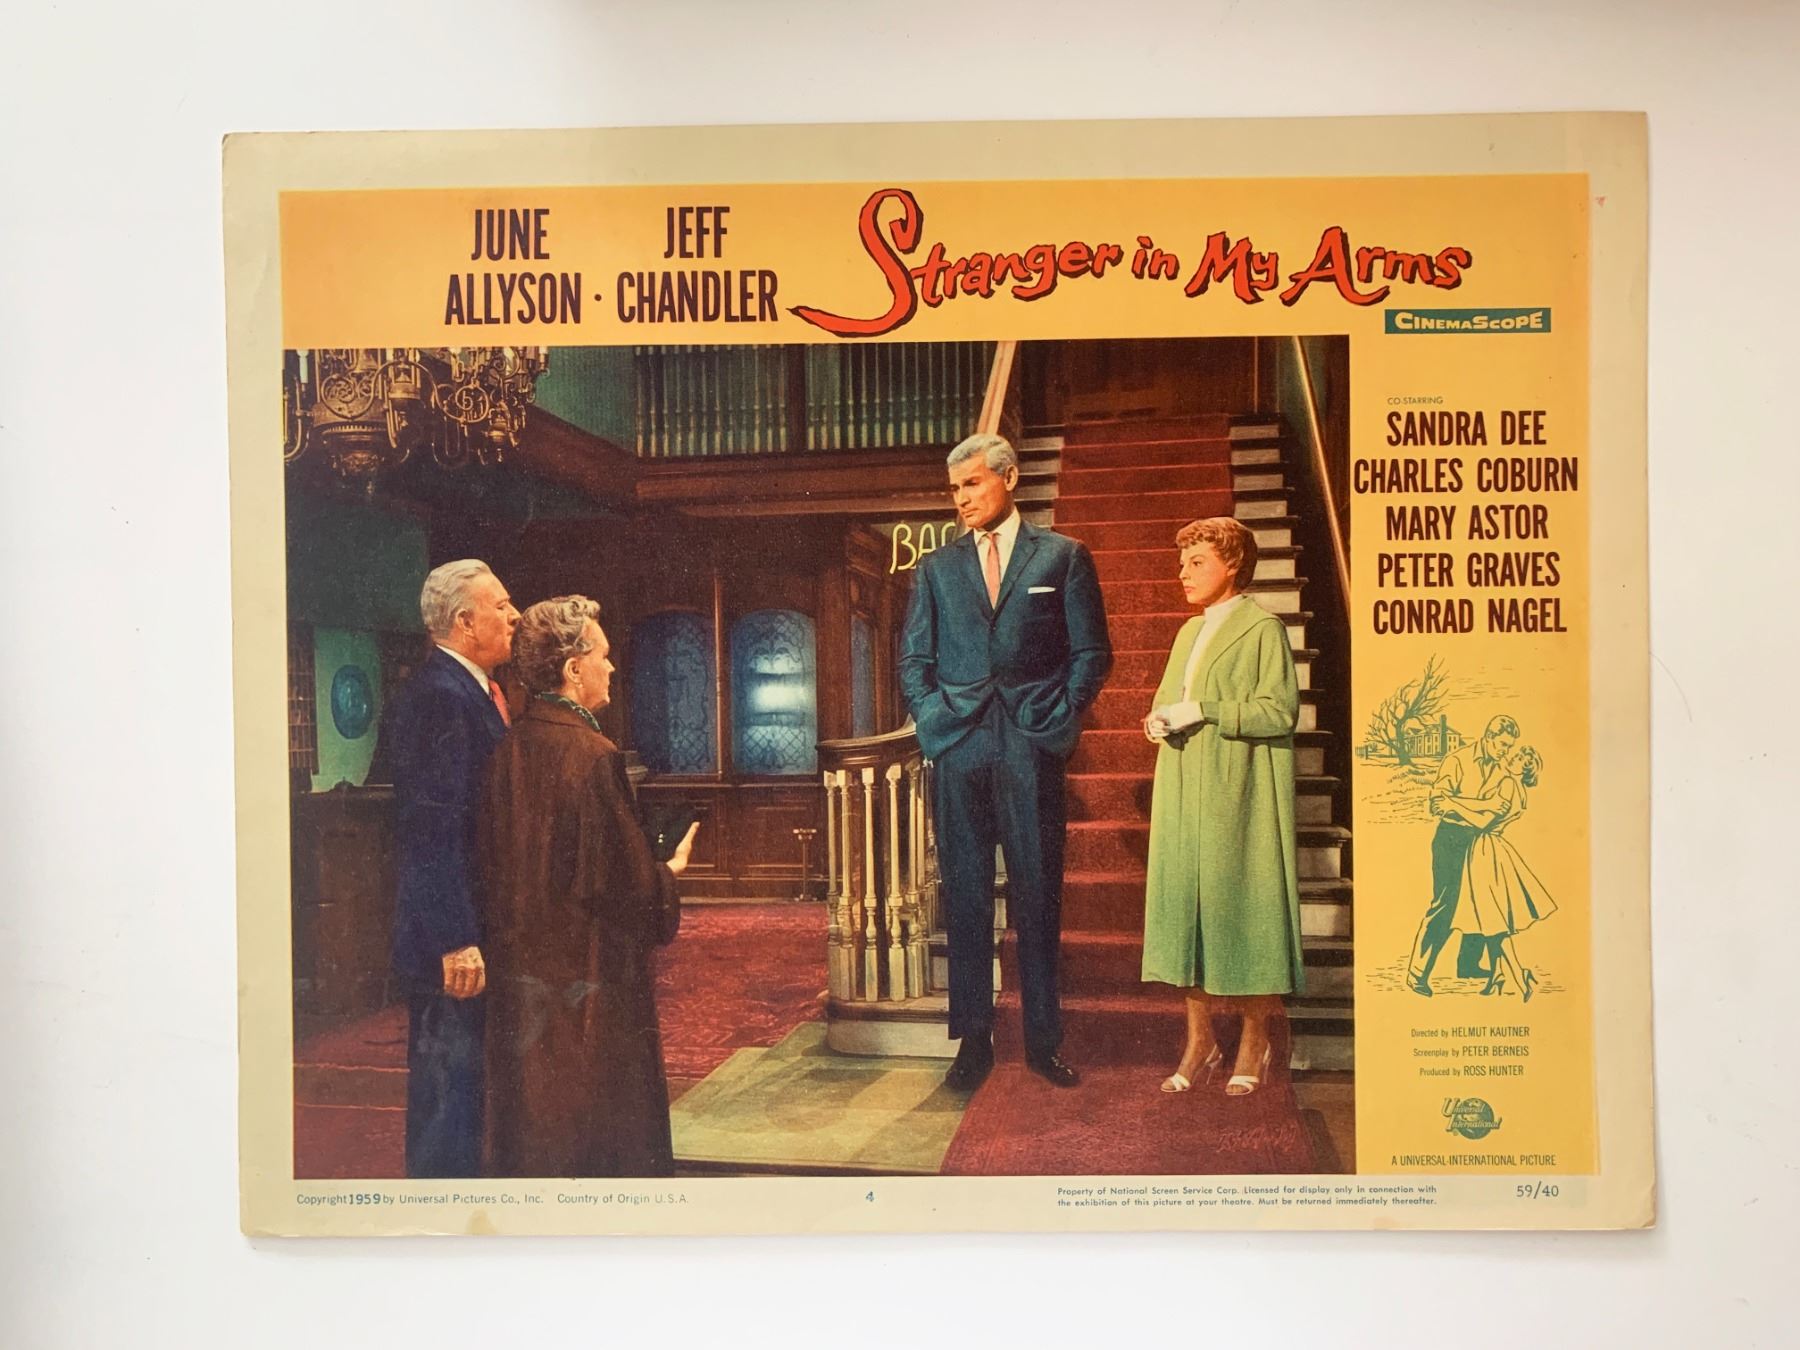 JUNE JEFF
ALLYSON · CHANDLER
Stranger in My Arms
CINEMASCOPE
CO-STARRING
SANDRA DEE
CHARLES COBURN
MARY ASTOR
PETER GRAVES
CONRAD NAGEL
BAR
Directed by HELMUT KAUTNER
Screenplay by PETER BERNEIS
Produced by ROSS HUNTER
Universal
International
A UNIVERSAL-INTERNATIONAL PICTURE
Copyright 1959 by Universal Pictures Co., Inc. Country of Origin U.S.A.
4
Property of National Screen Service Corp. Licensed for display only in connection with
the exhibition of this picture at your theatre. Must be returned immediately thereafter.
59/40